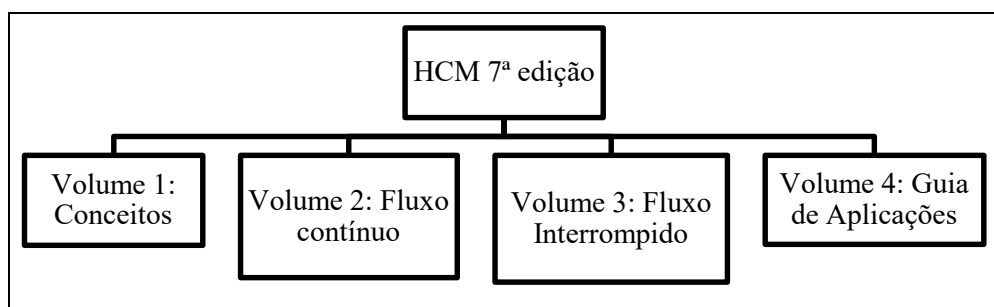 HCM 7ª edição
Volume 1:
Conceitos
Volume 2: Fluxo
contínuo
Volume 3: Fluxo
Interrompido
Volume 4: Guia
de Aplicações